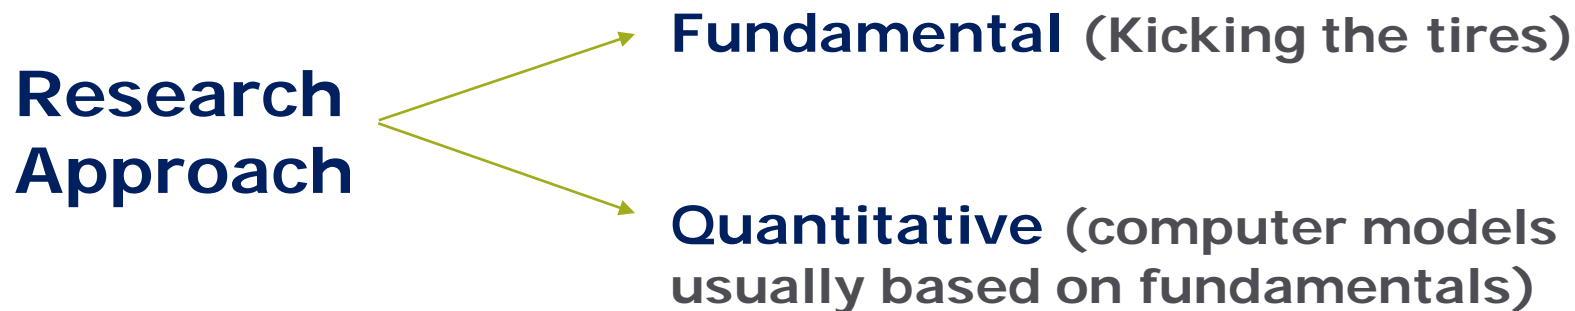 Research
Approach
Fundamental (Kicking the tires)
Quantitative (computer models
usually based on fundamentals)